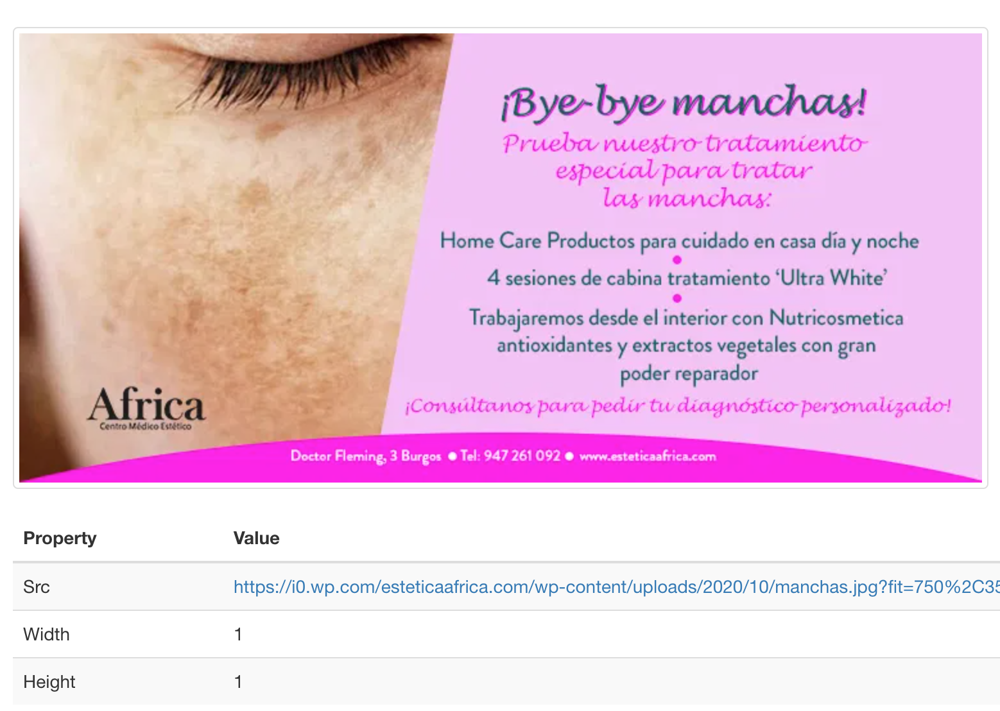 ¡Bye-bye manchas!
Prueba nuestro tratamiento
especial para tratar
las manchas:
Home Care Productos para cuidado en casa día y noche
4 sesiones de cabina tratamiento ‘Ultra White’
Trabajaremos desde el interior con Nutricosmetica
antioxidantes y extractos vegetales con gran
poder reparador
¡Consúltanos para pedir tu diagnóstico personalizado!
Africa
Centro Médico Estético
Doctor Fleming, 3 Burgos ● Tel: 947 261 092 ● www.esteticaafrica.com
Property Value
Src https://i0.wp.com/esteticaafrica.com/wp-content/uploads/2020/10/manchas.jpg?fit=750%2C35
Width 1
Height 1